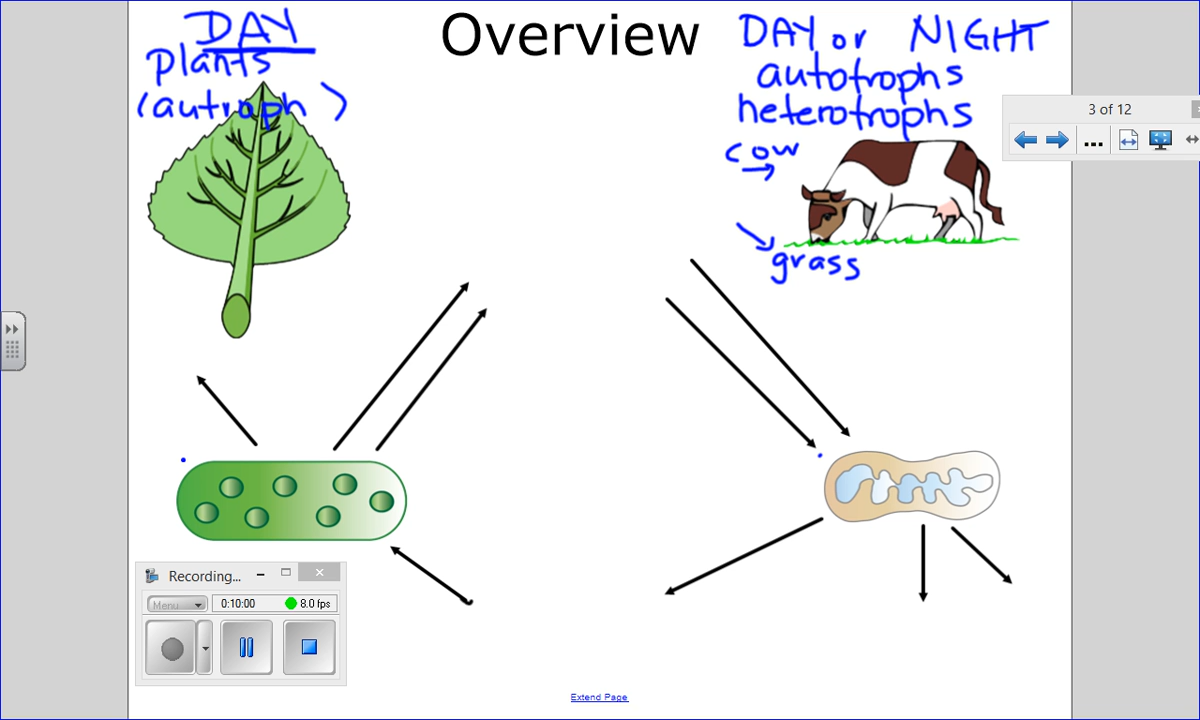 Overview
DAY
plants
(autroph)
DAY or NIGHT
autotrophs
heterotrophs
cow
grass
3 of 12
...
Recording...
Menu
0:10:00
8.0 fps
Extend Page